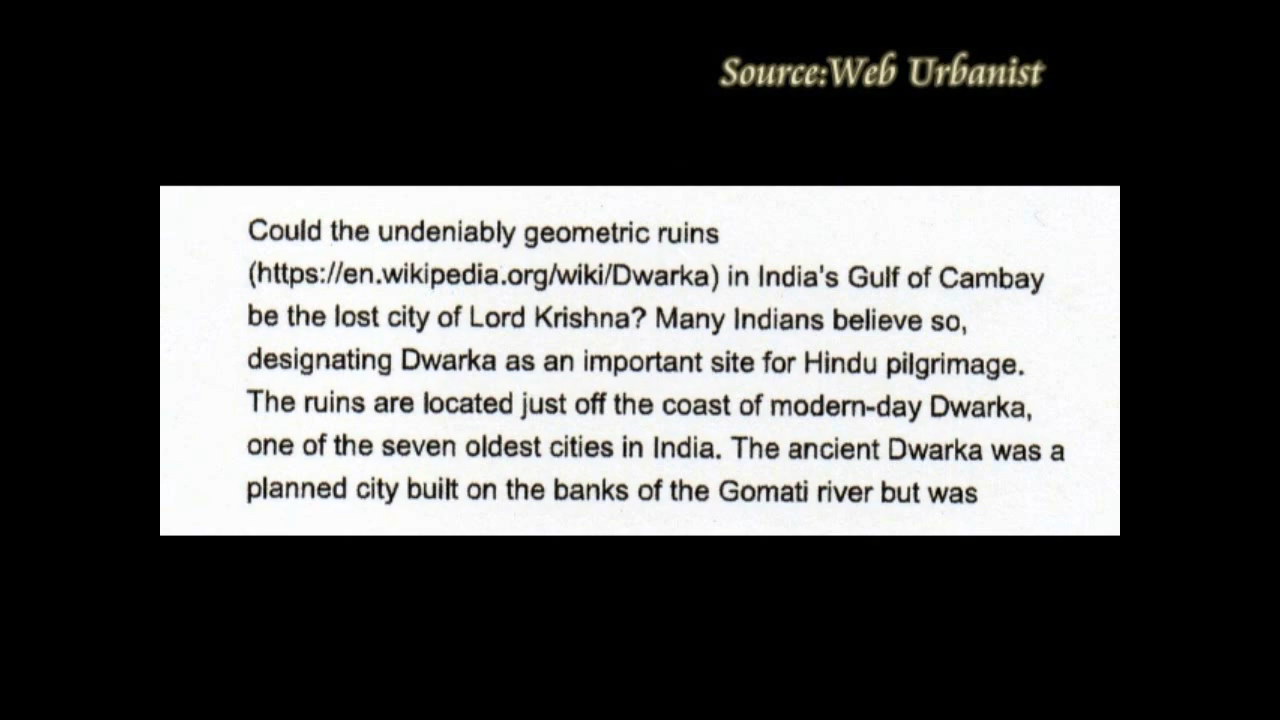 Source:Web Urbanist
Could the undeniably geometric ruins
(https://en.wikipedia.org/wiki/Dwarka) in India's Gulf of Cambay
be the lost city of Lord Krishna? Many Indians believe so,
designating Dwarka as an important site for Hindu pilgrimage.
The ruins are located just off the coast of modern-day Dwarka,
one of the seven oldest cities in India. The ancient Dwarka was a
planned city built on the banks of the Gomati river but was